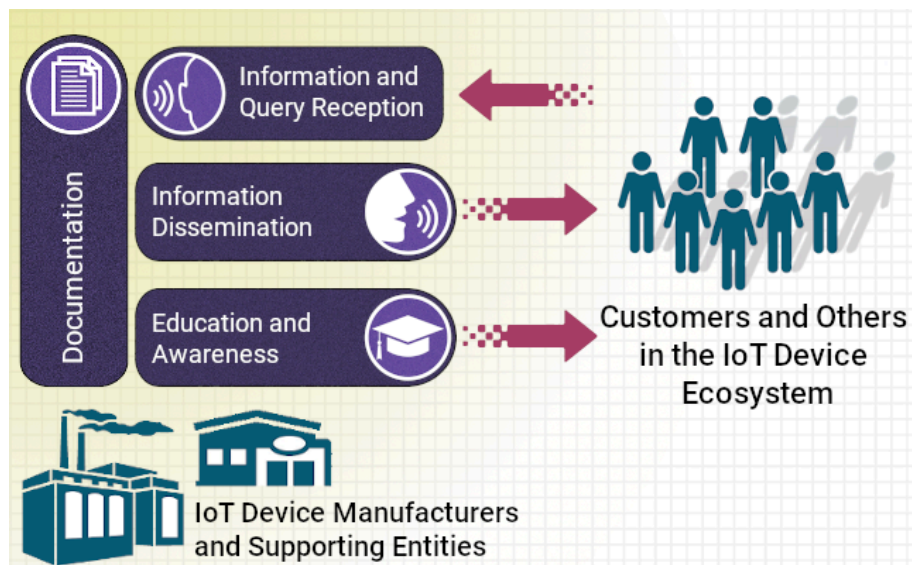 Documentation
Information and
Query Reception
Information
Dissemination
Education and
Awareness
Customers and Others
in the IoT Device
Ecosystem
IoT Device Manufacturers
and Supporting Entities